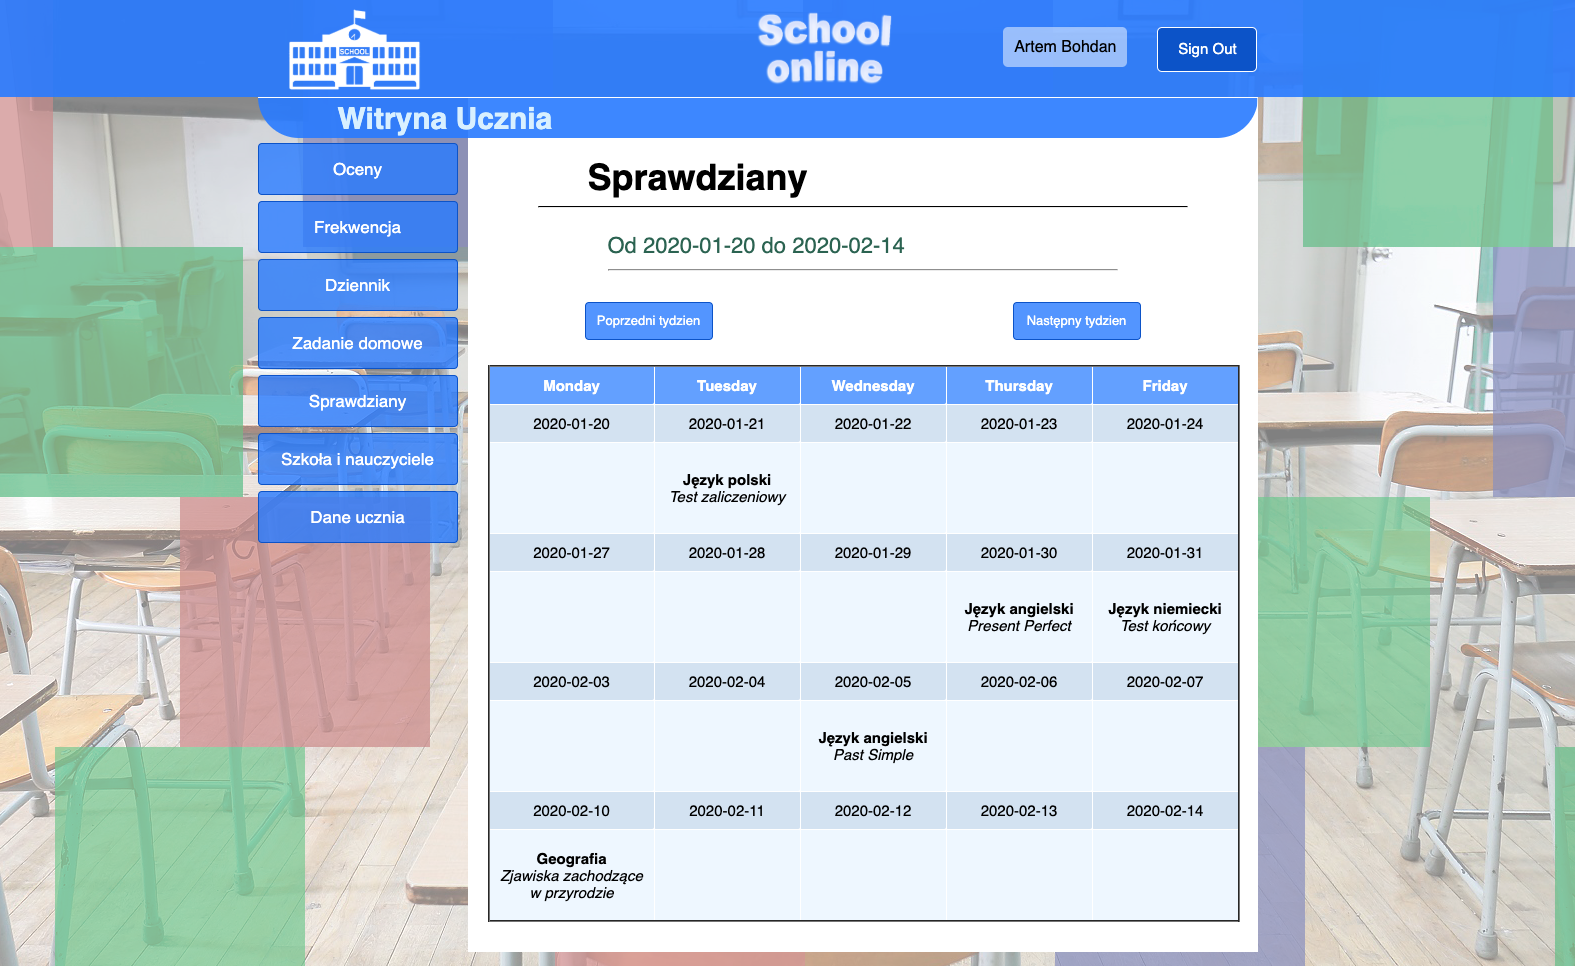 SCHOOL
School
online
Artem Bohdan
Sign Out
Witryna Ucznia
Oceny
Frekwencja
Dziennik
Zadanie domowe
Sprawdziany
Szkoła i nauczyciele
Dane ucznia
Sprawdziany
Od 2020-01-20 do 2020-02-14
Poprzedni tydzien
Następny tydzien
Monday Tuesday Wednesday Thursday Friday
2020-01-20 2020-01-21 2020-01-22 2020-01-23 2020-01-24
Język polski
Test zaliczeniowy
2020-01-27 2020-01-28 2020-01-29 2020-01-30 2020-01-31
Język angielski Język niemiecki
Present Perfect Test końcowy
2020-02-03 2020-02-04 2020-02-05 2020-02-06 2020-02-07
Język angielski
Past Simple
2020-02-10 2020-02-11 2020-02-12 2020-02-13 2020-02-14
Geografia
Zjawiska zachodzące
w przyrodzie